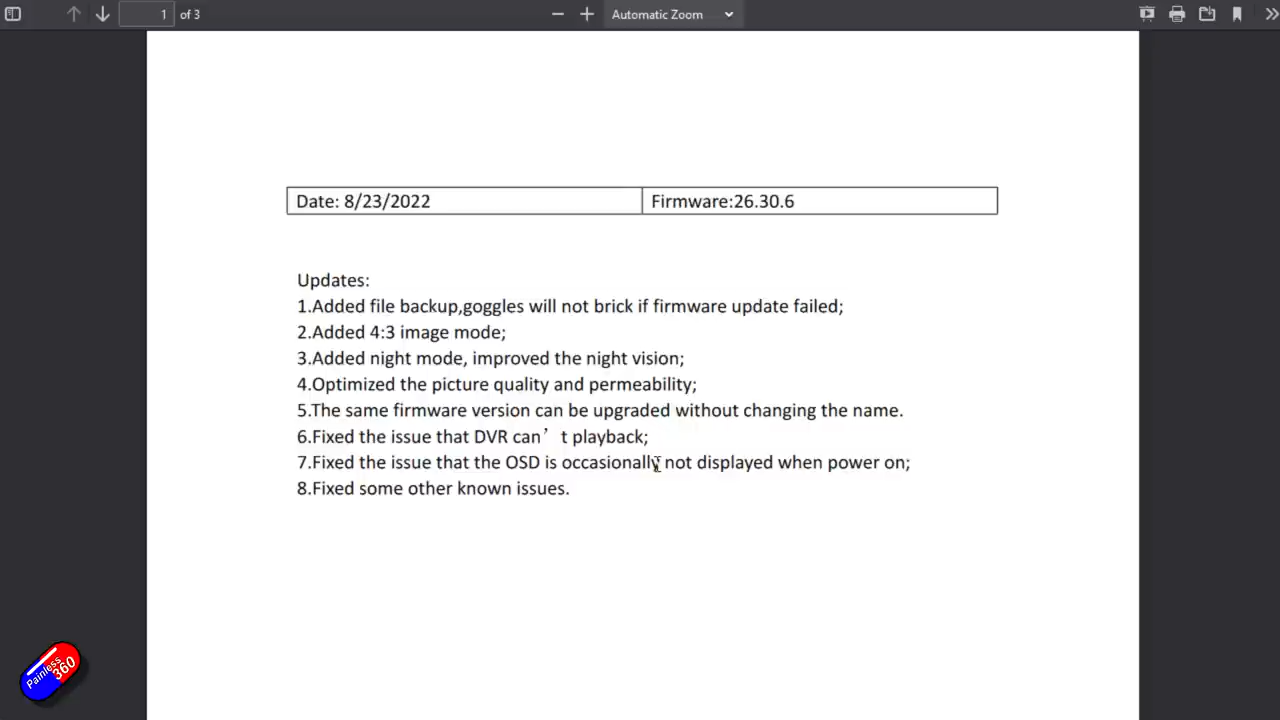 1 of 3 Automatic Zoom
Date: 8/23/2022 Firmware:26.30.6
Updates:
1.Added file backup,goggles will not brick if firmware update failed;
2.Added 4:3 image mode;
3.Added night mode, improved the night vision;
4.Optimized the picture quality and permeability;
5.The same firmware version can be upgraded without changing the name.
6.Fixed the issue that DVR can’t playback;
7.Fixed the issue that the OSD is occasionally not displayed when power on;
8.Fixed some other known issues.
Painless
360